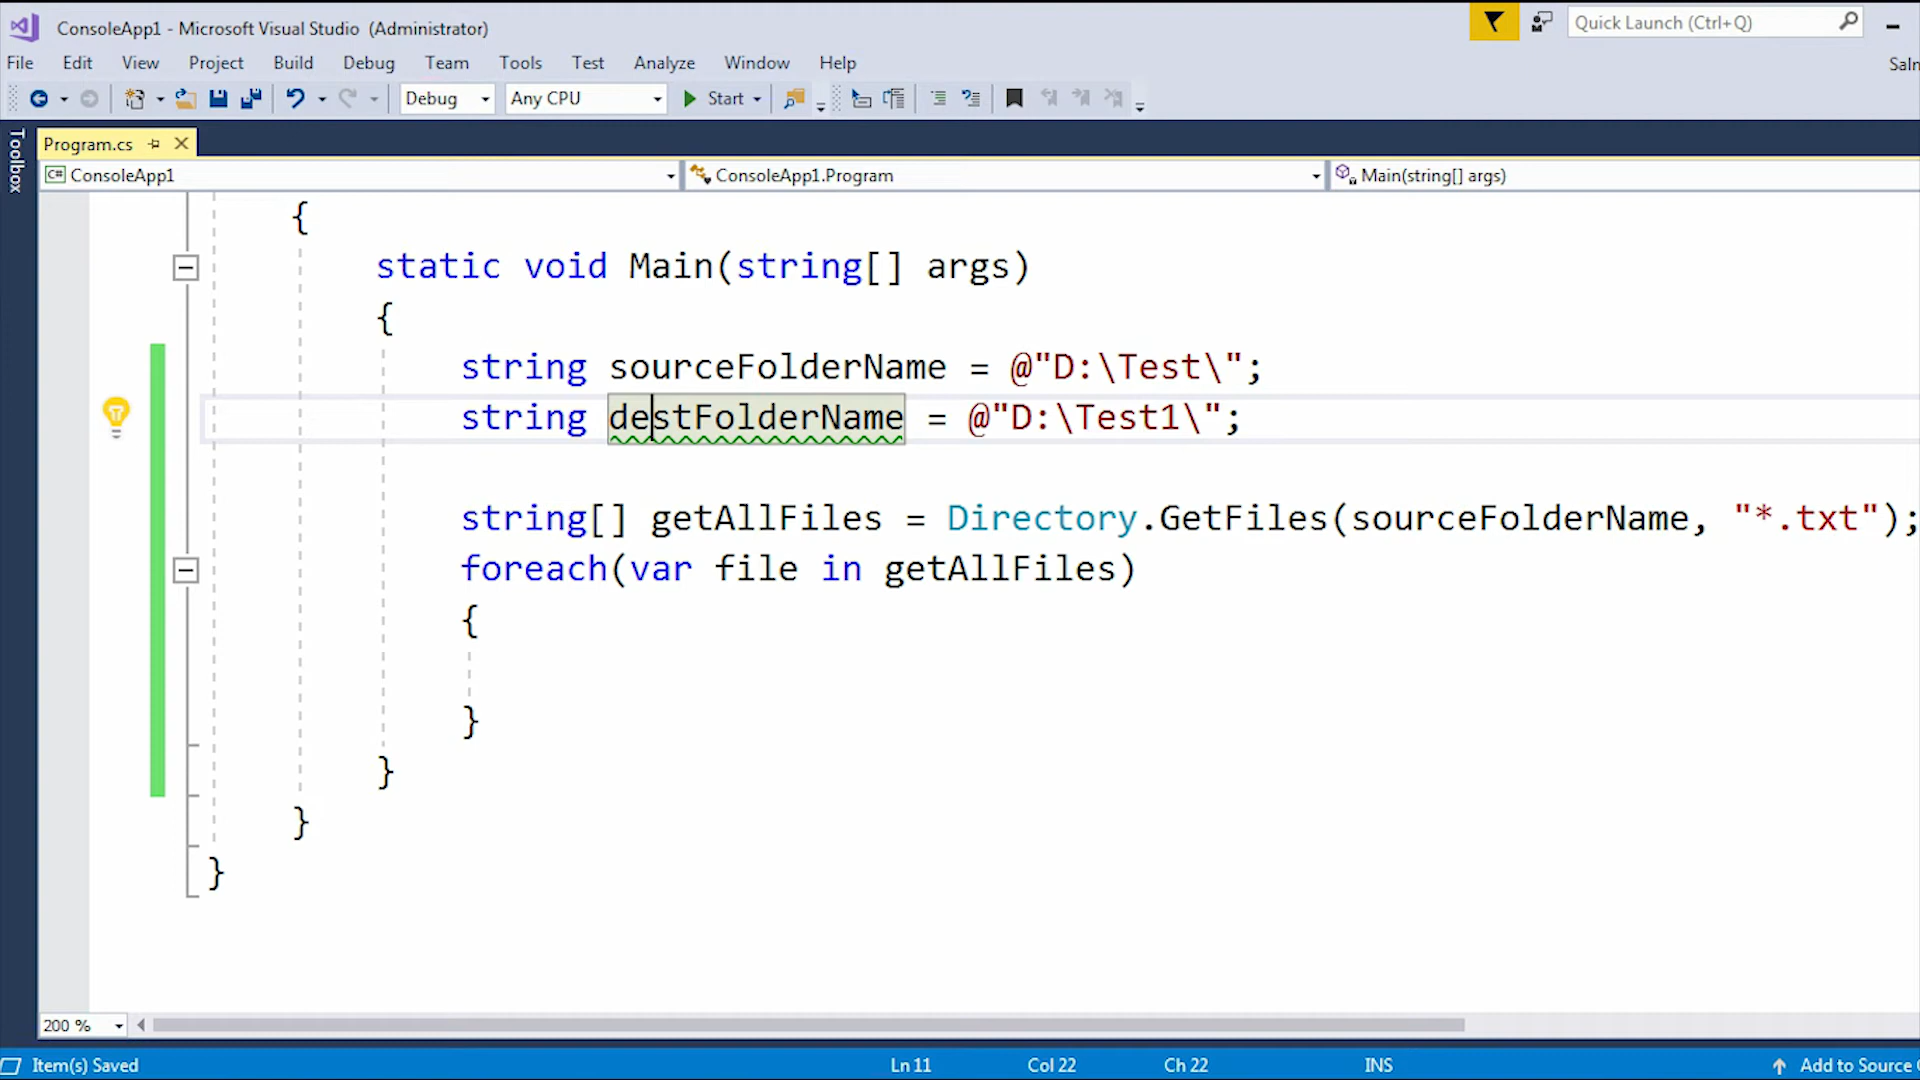 ConsoleApp1 - Microsoft Visual Studio (Administrator)
Quick Launch (Ctrl+Q)
File Edit View Project Build Debug Team Tools Test Analyze Window Help
Debug Any CPU Start
Toolbox
Program.cs
ConsoleApp1 ConsoleApp1.Program Main(string[] args)
{
static void Main(string[] args)
{
string sourceFolderName = @"D:\Test\";
string destFolderName = @"D:\Test1\";
string[] getAllFiles = Directory.GetFiles(sourceFolderName, "*.txt");
foreach(var file in getAllFiles)
{
}
}
}
}
200 %
Item(s) Saved Ln 11 Col 22 Ch 22 INS Add to Source